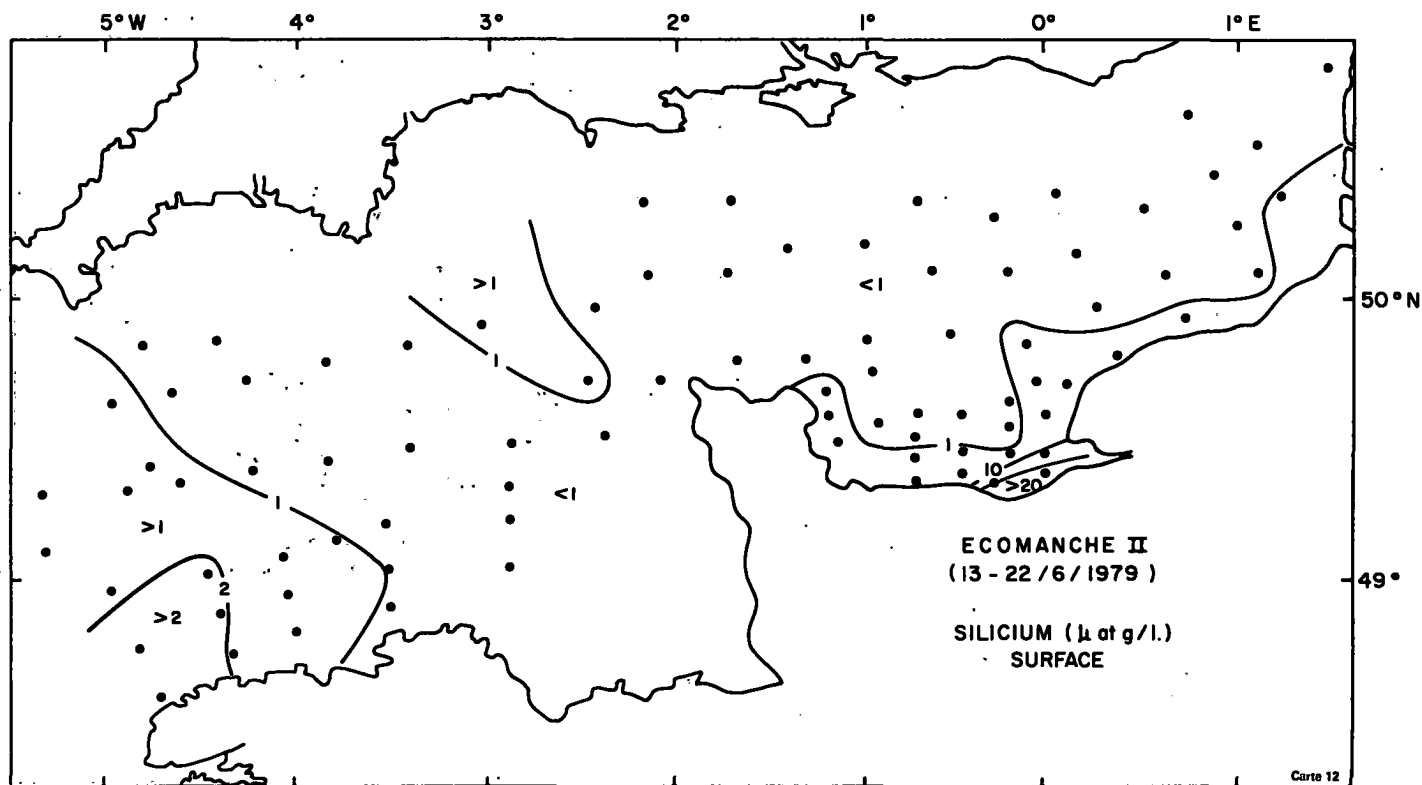 5° W 4° 3° 2° 1° 0° 1° E
>1
<1
50° N
1
1
10
>20
<1
1
>1
2
>2
49°
ECOMANCHE II
(13 - 22 /6 / 1979 )
SILICIUM (μ at g/l.)
SURFACE
Carte 12